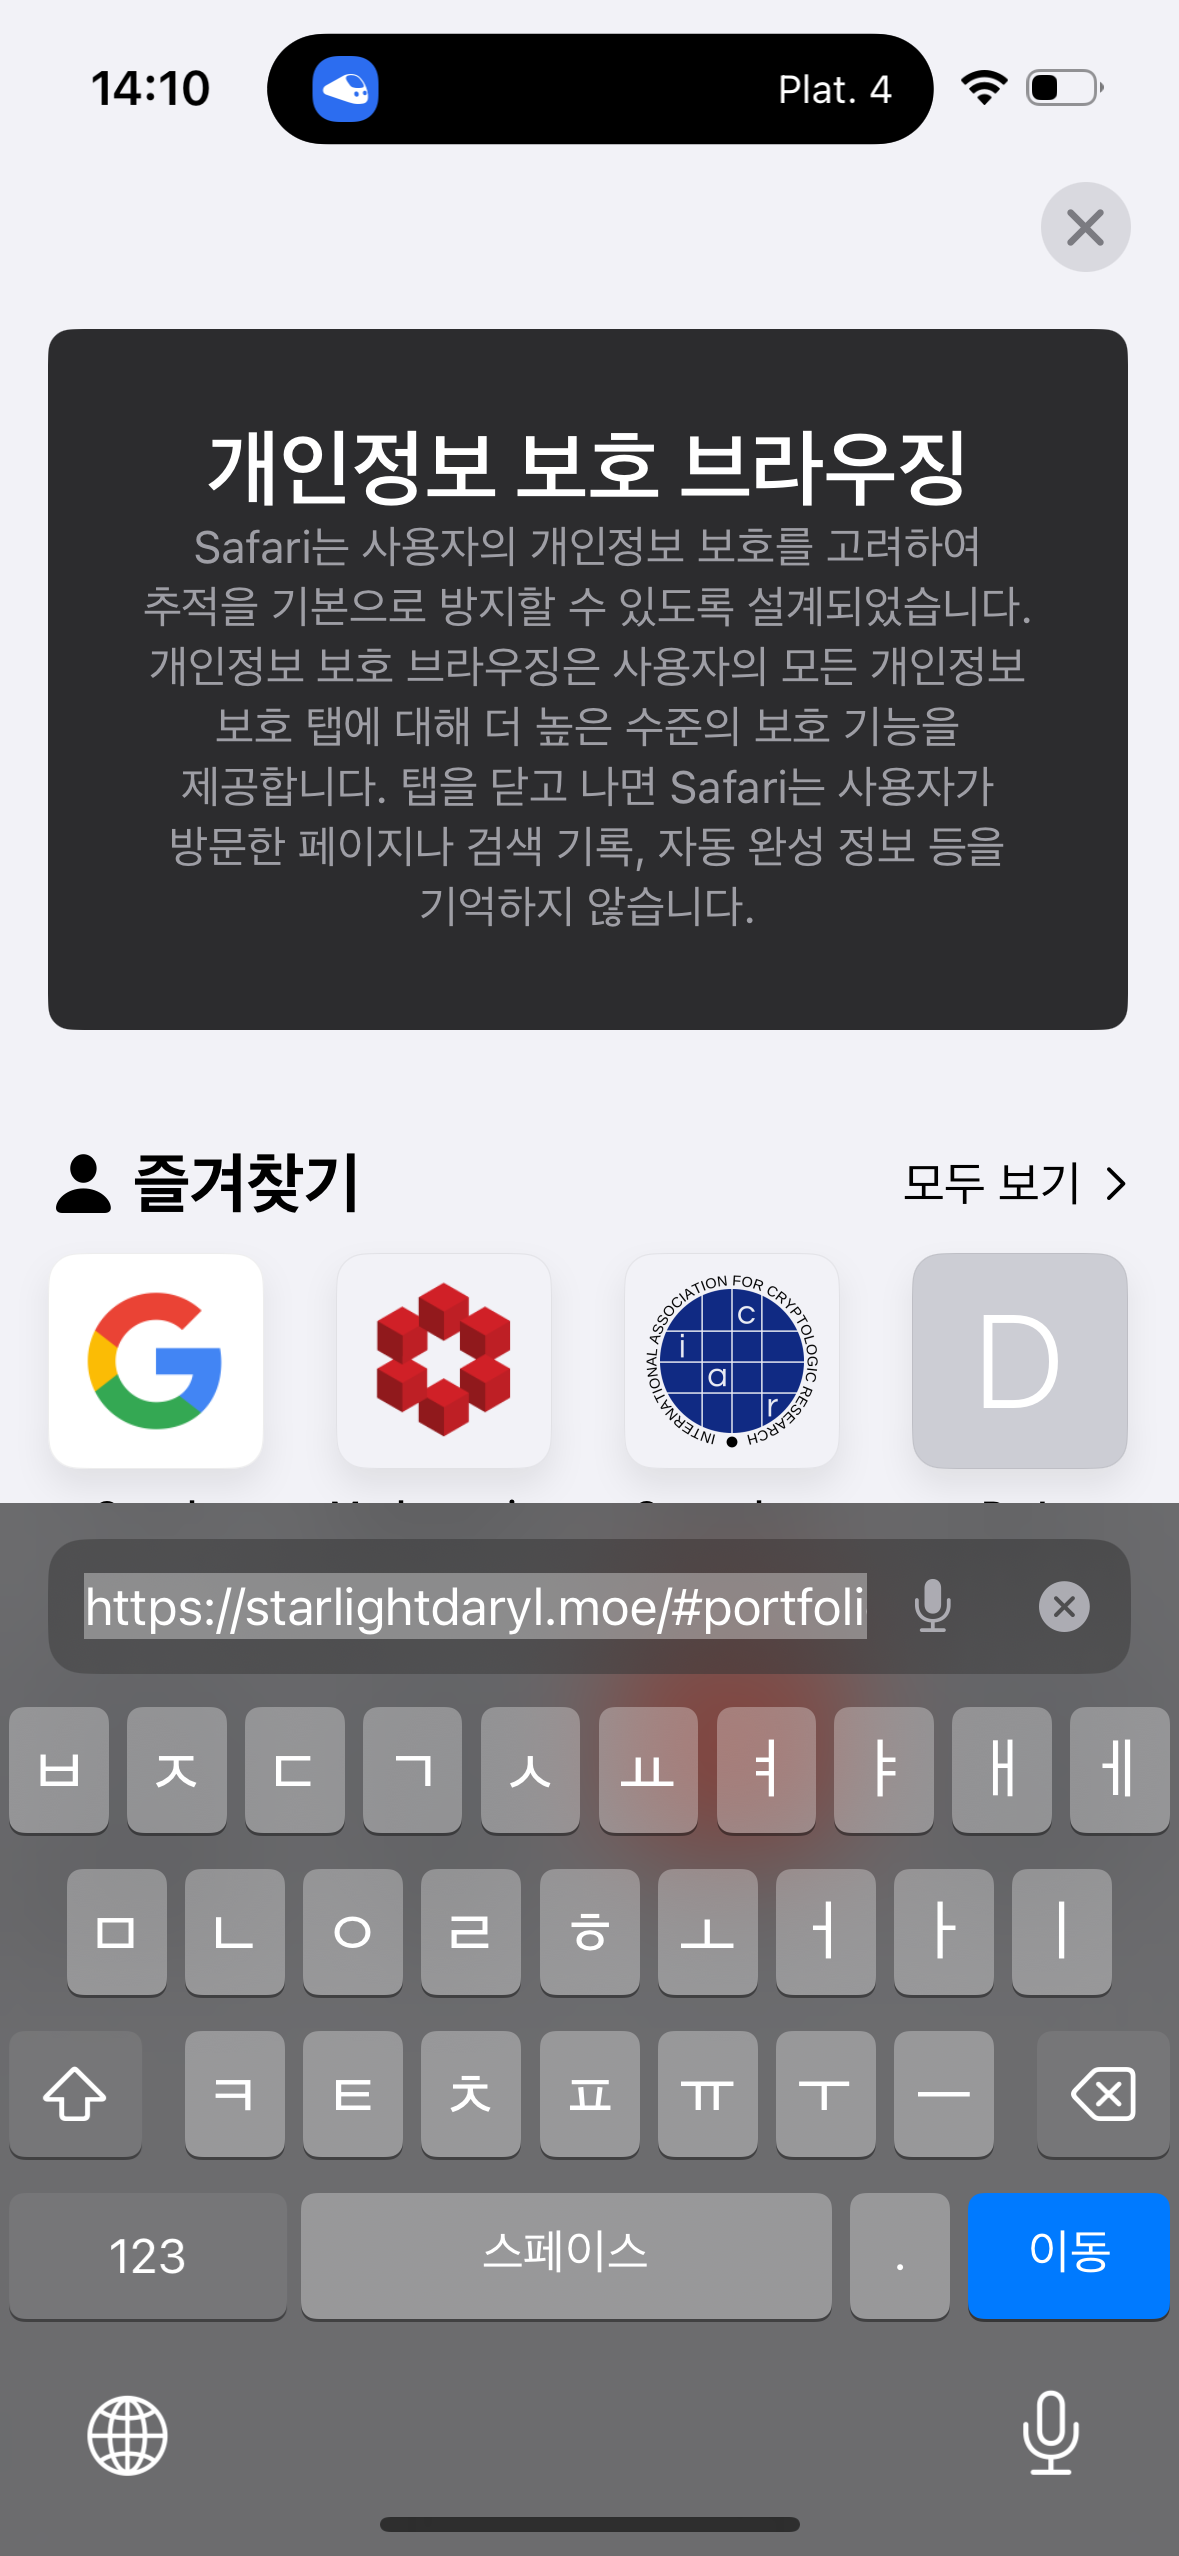 14:10
Plat. 4
개인정보 보호 브라우징
Safari는 사용자의 개인정보 보호를 고려하여
추적을 기본으로 방지할 수 있도록 설계되었습니다.
개인정보 보호 브라우징은 사용자의 모든 개인정보
보호 탭에 대해 더 높은 수준의 보호 기능을
제공합니다. 탭을 닫고 나면 Safari는 사용자가
방문한 페이지나 검색 기록, 자동 완성 정보 등을
기억하지 않습니다.
즐겨찾기
모두 보기
INTERNATIONAL ASSOCIATION FOR CRYPTOLOGIC RESEARCH
i a c r
D
https://starlightdaryl.moe/#portfoli
ㅂ ㅈ ㄷ ㄱ ㅅ ㅛ ㅕ ㅑ ㅐ ㅔ
ㅁ ㄴ ㅇ ㄹ ㅎ ㅗ ㅓ ㅏ ㅣ
ㅋ ㅌ ㅊ ㅍ ㅠ ㅜ ㅡ
123 스페이스 . 이동